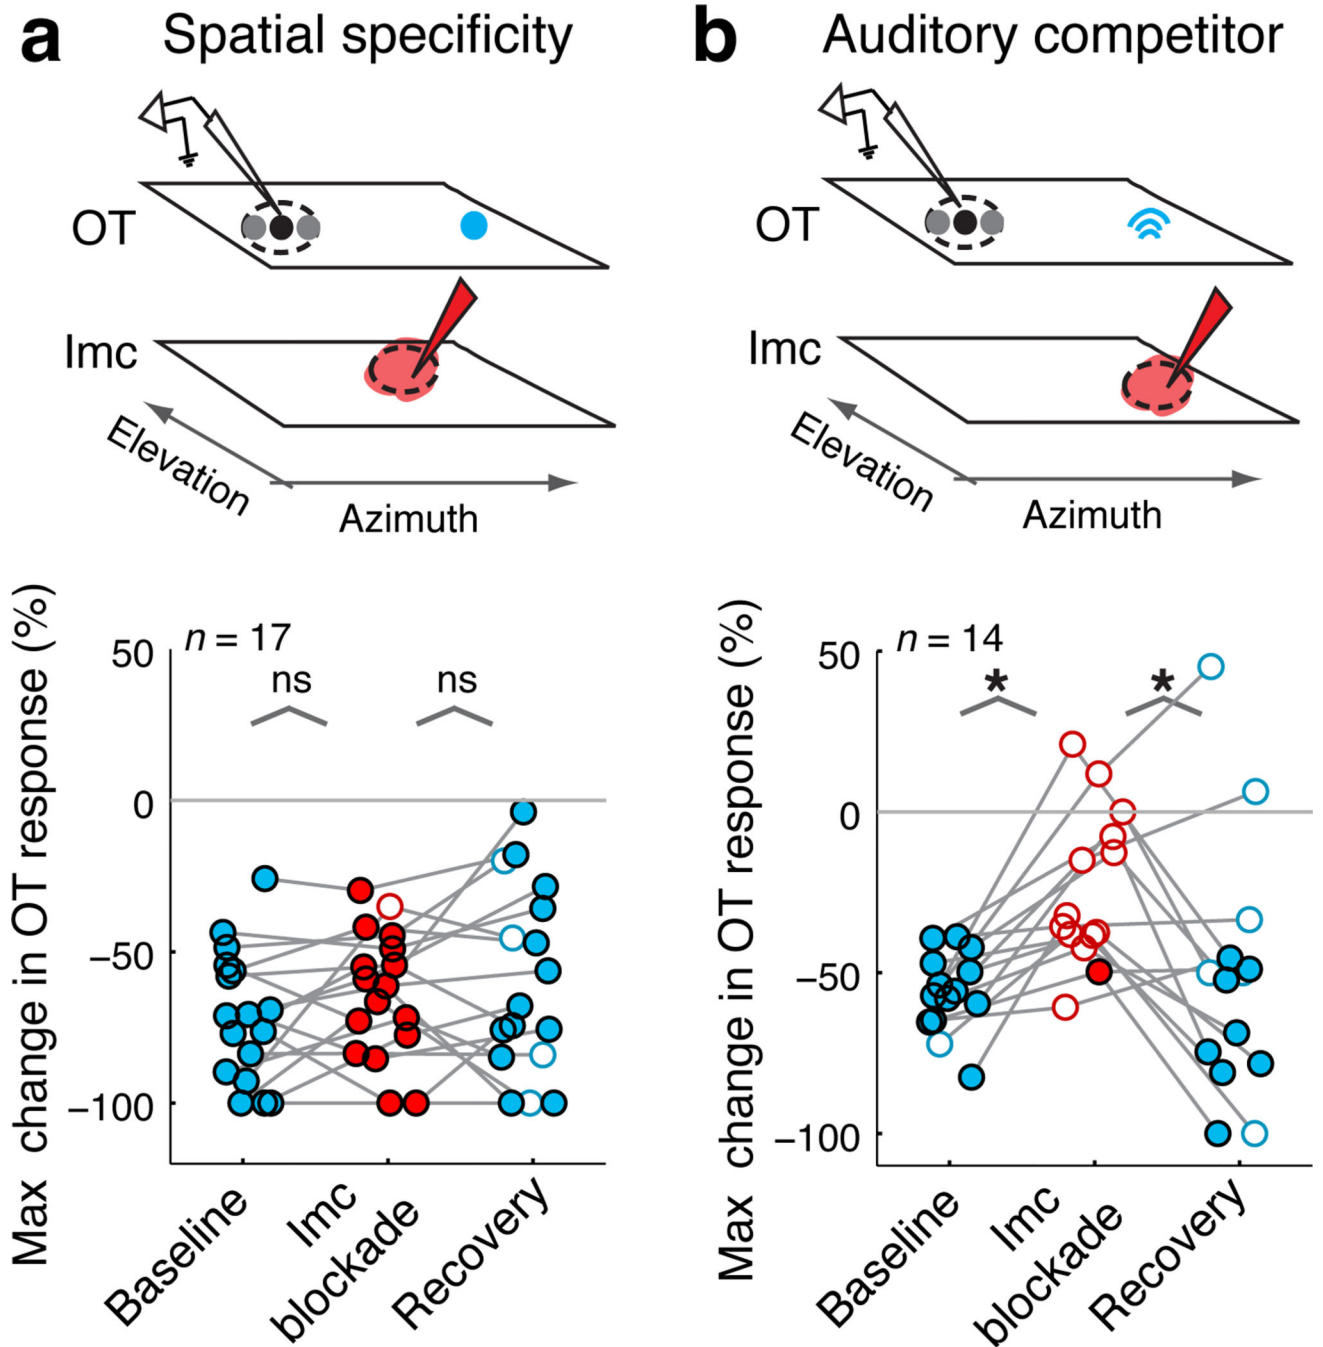 a Spatial specificity
OT
Imc
Elevation
Azimuth
Max change in OT response (%)
n = 17
ns ns
50
0
−50
−100
Baseline
Imc
blockade
Recovery
b Auditory competitor
OT
Imc
Elevation
Azimuth
Max change in OT response (%)
n = 14
* *
50
0
−50
−100
Baseline
Imc
blockade
Recovery